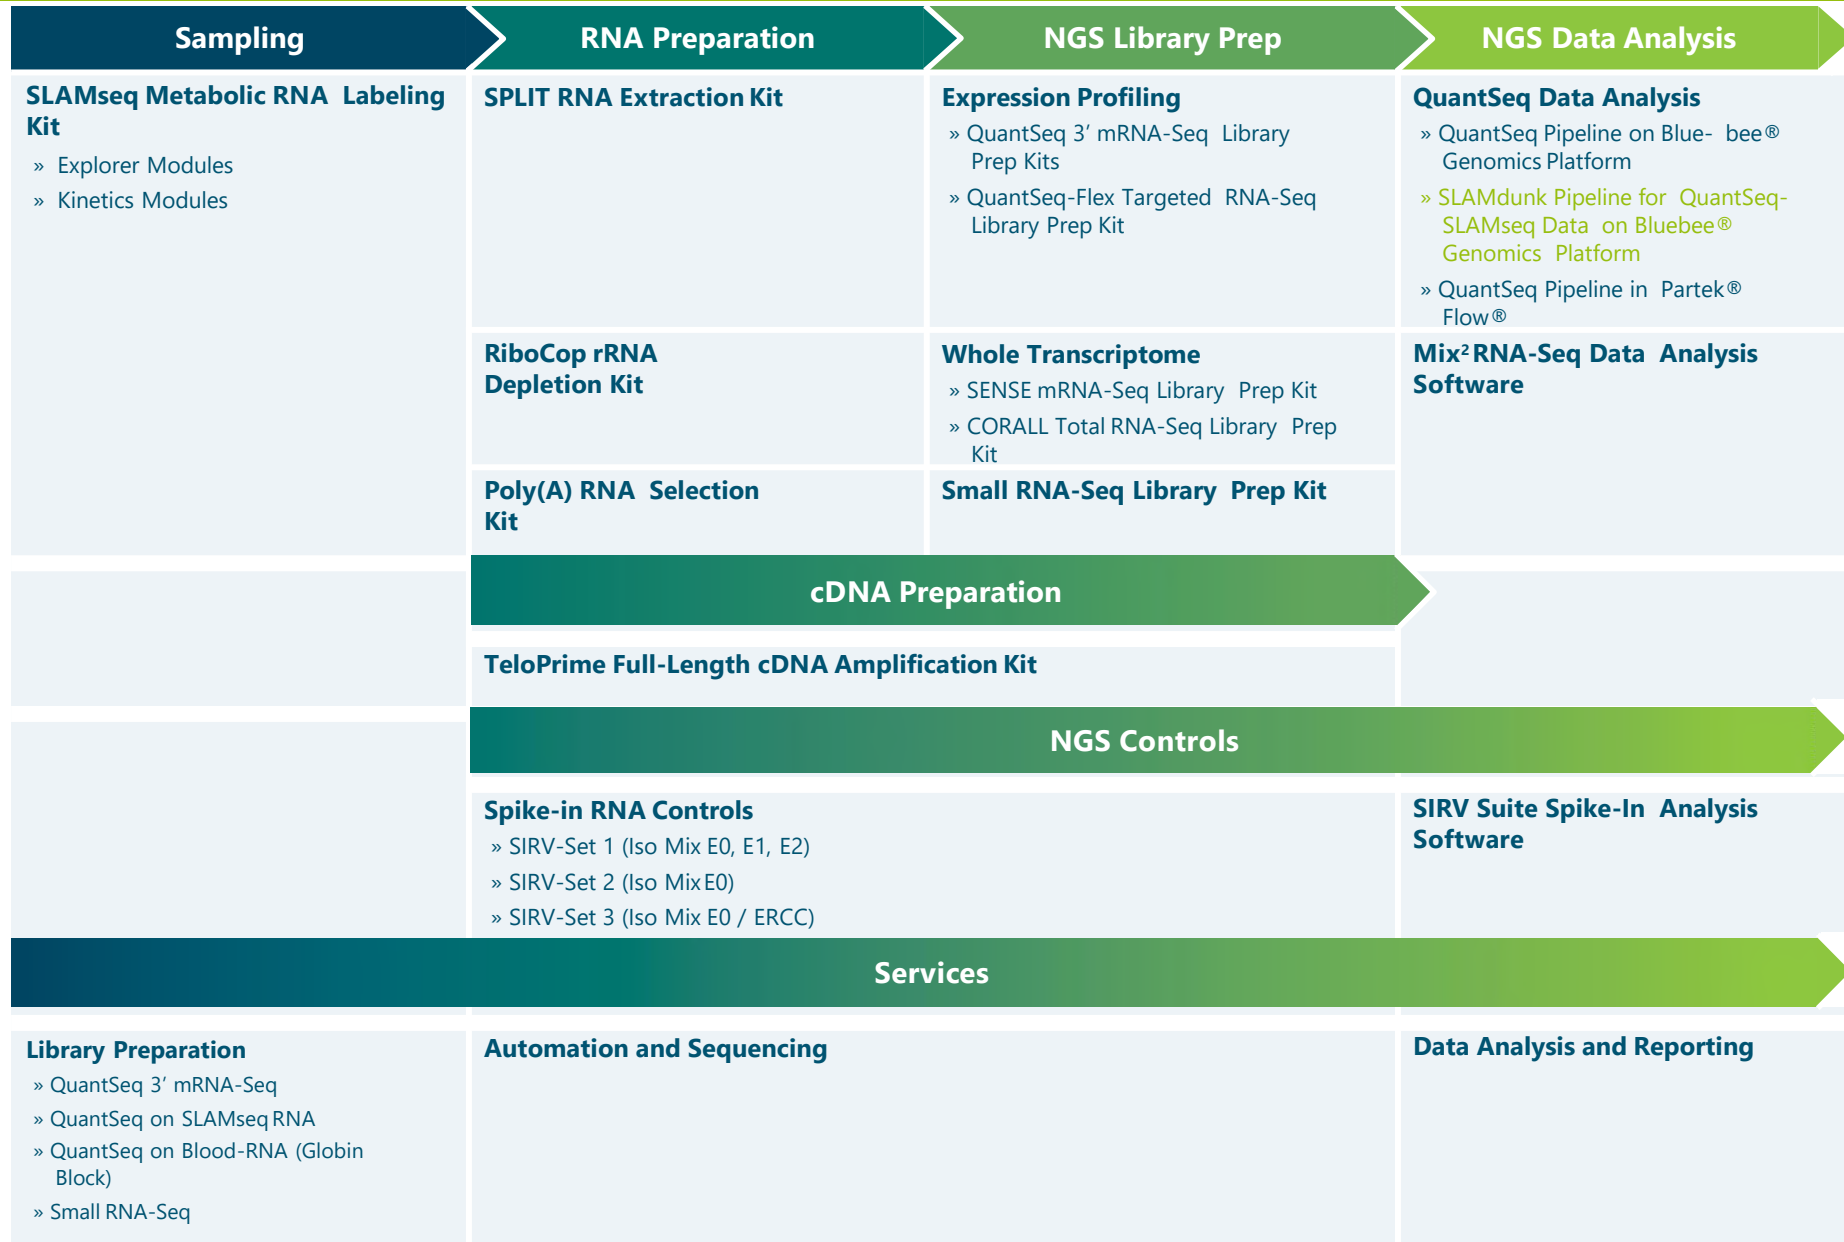 Sampling
RNA Preparation
NGS Library Prep
NGS Data Analysis
SLAMseq Metabolic RNA Labeling
Kit
» Explorer Modules
» Kinetics Modules
SPLIT RNA Extraction Kit
Expression Profiling
» QuantSeq 3’ mRNA-Seq Library
Prep Kits
» QuantSeq-Flex Targeted RNA-Seq
Library Prep Kit
QuantSeq Data Analysis
» QuantSeq Pipeline on Blue- bee®
Genomics Platform
» SLAMdunk Pipeline for QuantSeq-
SLAMseq Data on Bluebee®
Genomics Platform
» QuantSeq Pipeline in Partek®
Flow®
RiboCop rRNA
Depletion Kit
Whole Transcriptome
» SENSE mRNA-Seq Library Prep Kit
» CORALL Total RNA-Seq Library Prep
Kit
Mix² RNA-Seq Data Analysis
Software
Poly(A) RNA Selection
Kit
Small RNA-Seq Library Prep Kit
cDNA Preparation
TeloPrime Full-Length cDNA Amplification Kit
NGS Controls
Spike-in RNA Controls
» SIRV-Set 1 (Iso Mix E0, E1, E2)
» SIRV-Set 2 (Iso Mix E0)
» SIRV-Set 3 (Iso Mix E0 / ERCC)
SIRV Suite Spike-In Analysis
Software
Services
Library Preparation
» QuantSeq 3’ mRNA-Seq
» QuantSeq on SLAMseq RNA
» QuantSeq on Blood-RNA (Globin
Block)
» Small RNA-Seq
Automation and Sequencing
Data Analysis and Reporting